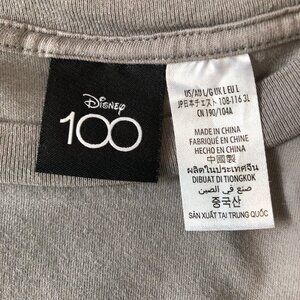 Disney
100
US/AU L/G UK L EU L
JP日本チエスト 108-116 3L
CN 190/104A
MADE IN CHINA
FABRIQUÉ EN CHINE
HECHO EN CHINA
中國製
ผลิตในประเทศจีน
DIBUAT DI TIONGKOK
صنع في الصين
중국산
SẢN XUẤT TẠI TRUNG QUỐC